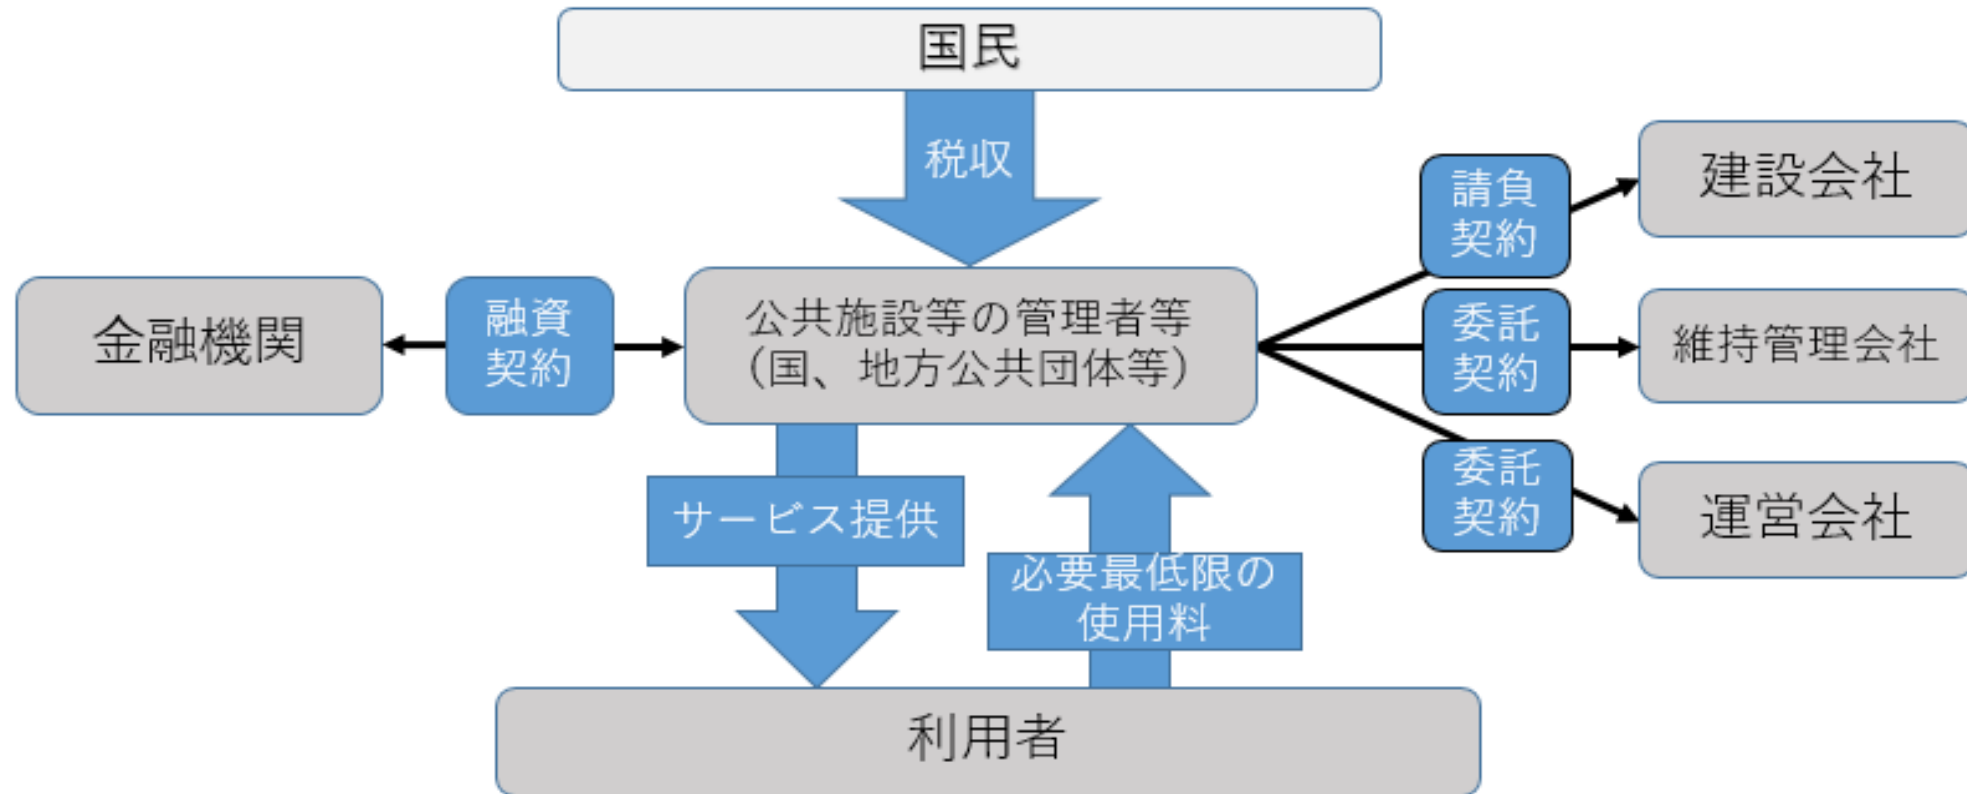 国民
税収
請負
契約
建設会社
金融機関
融資
契約
公共施設等の管理者等
（国、地方公共団体等）
委託
契約
維持管理会社
委託
契約
運営会社
サービス提供
必要最低限の
使用料
利用者